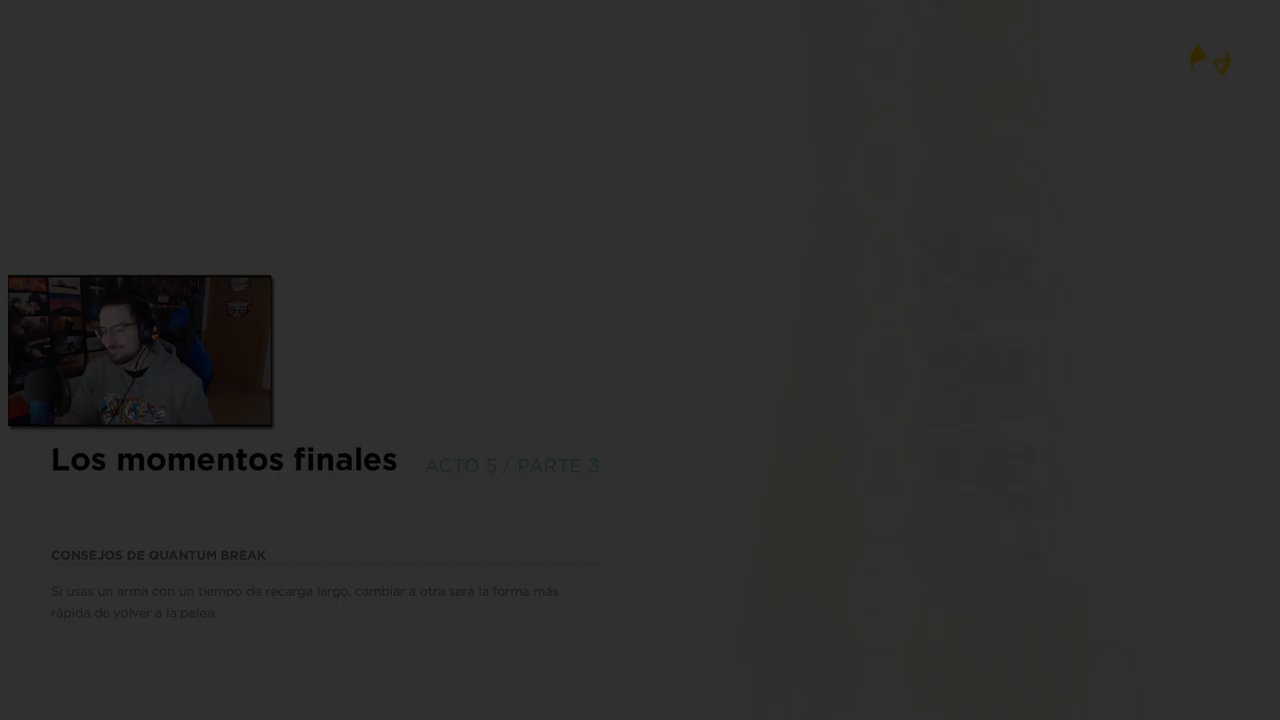 Los momentos finales
ACTO 5 / PARTE 3
CONSEJOS DE QUANTUM BREAK
Si usas un arma con un tiempo de recarga largo, cambiar a otra será la forma más
rápida de volver a la pelea.